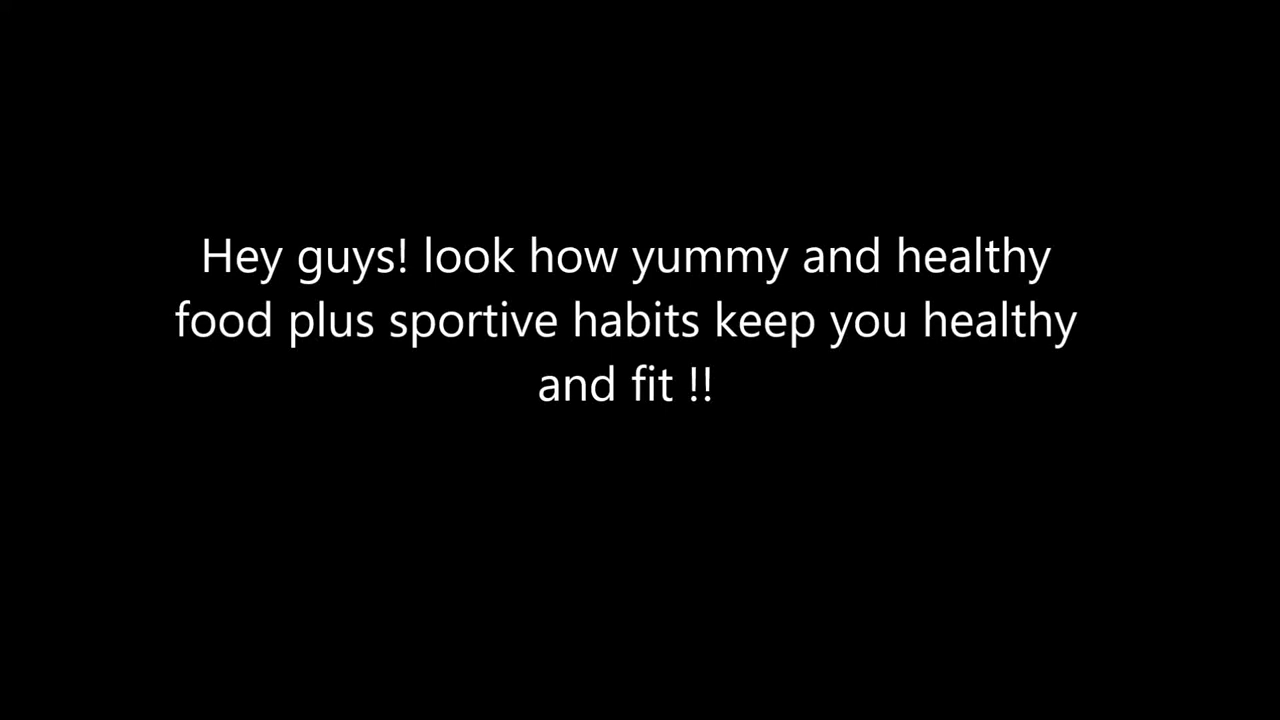 Hey guys! look how yummy and healthy
food plus sportive habits keep you healthy
and fit !!